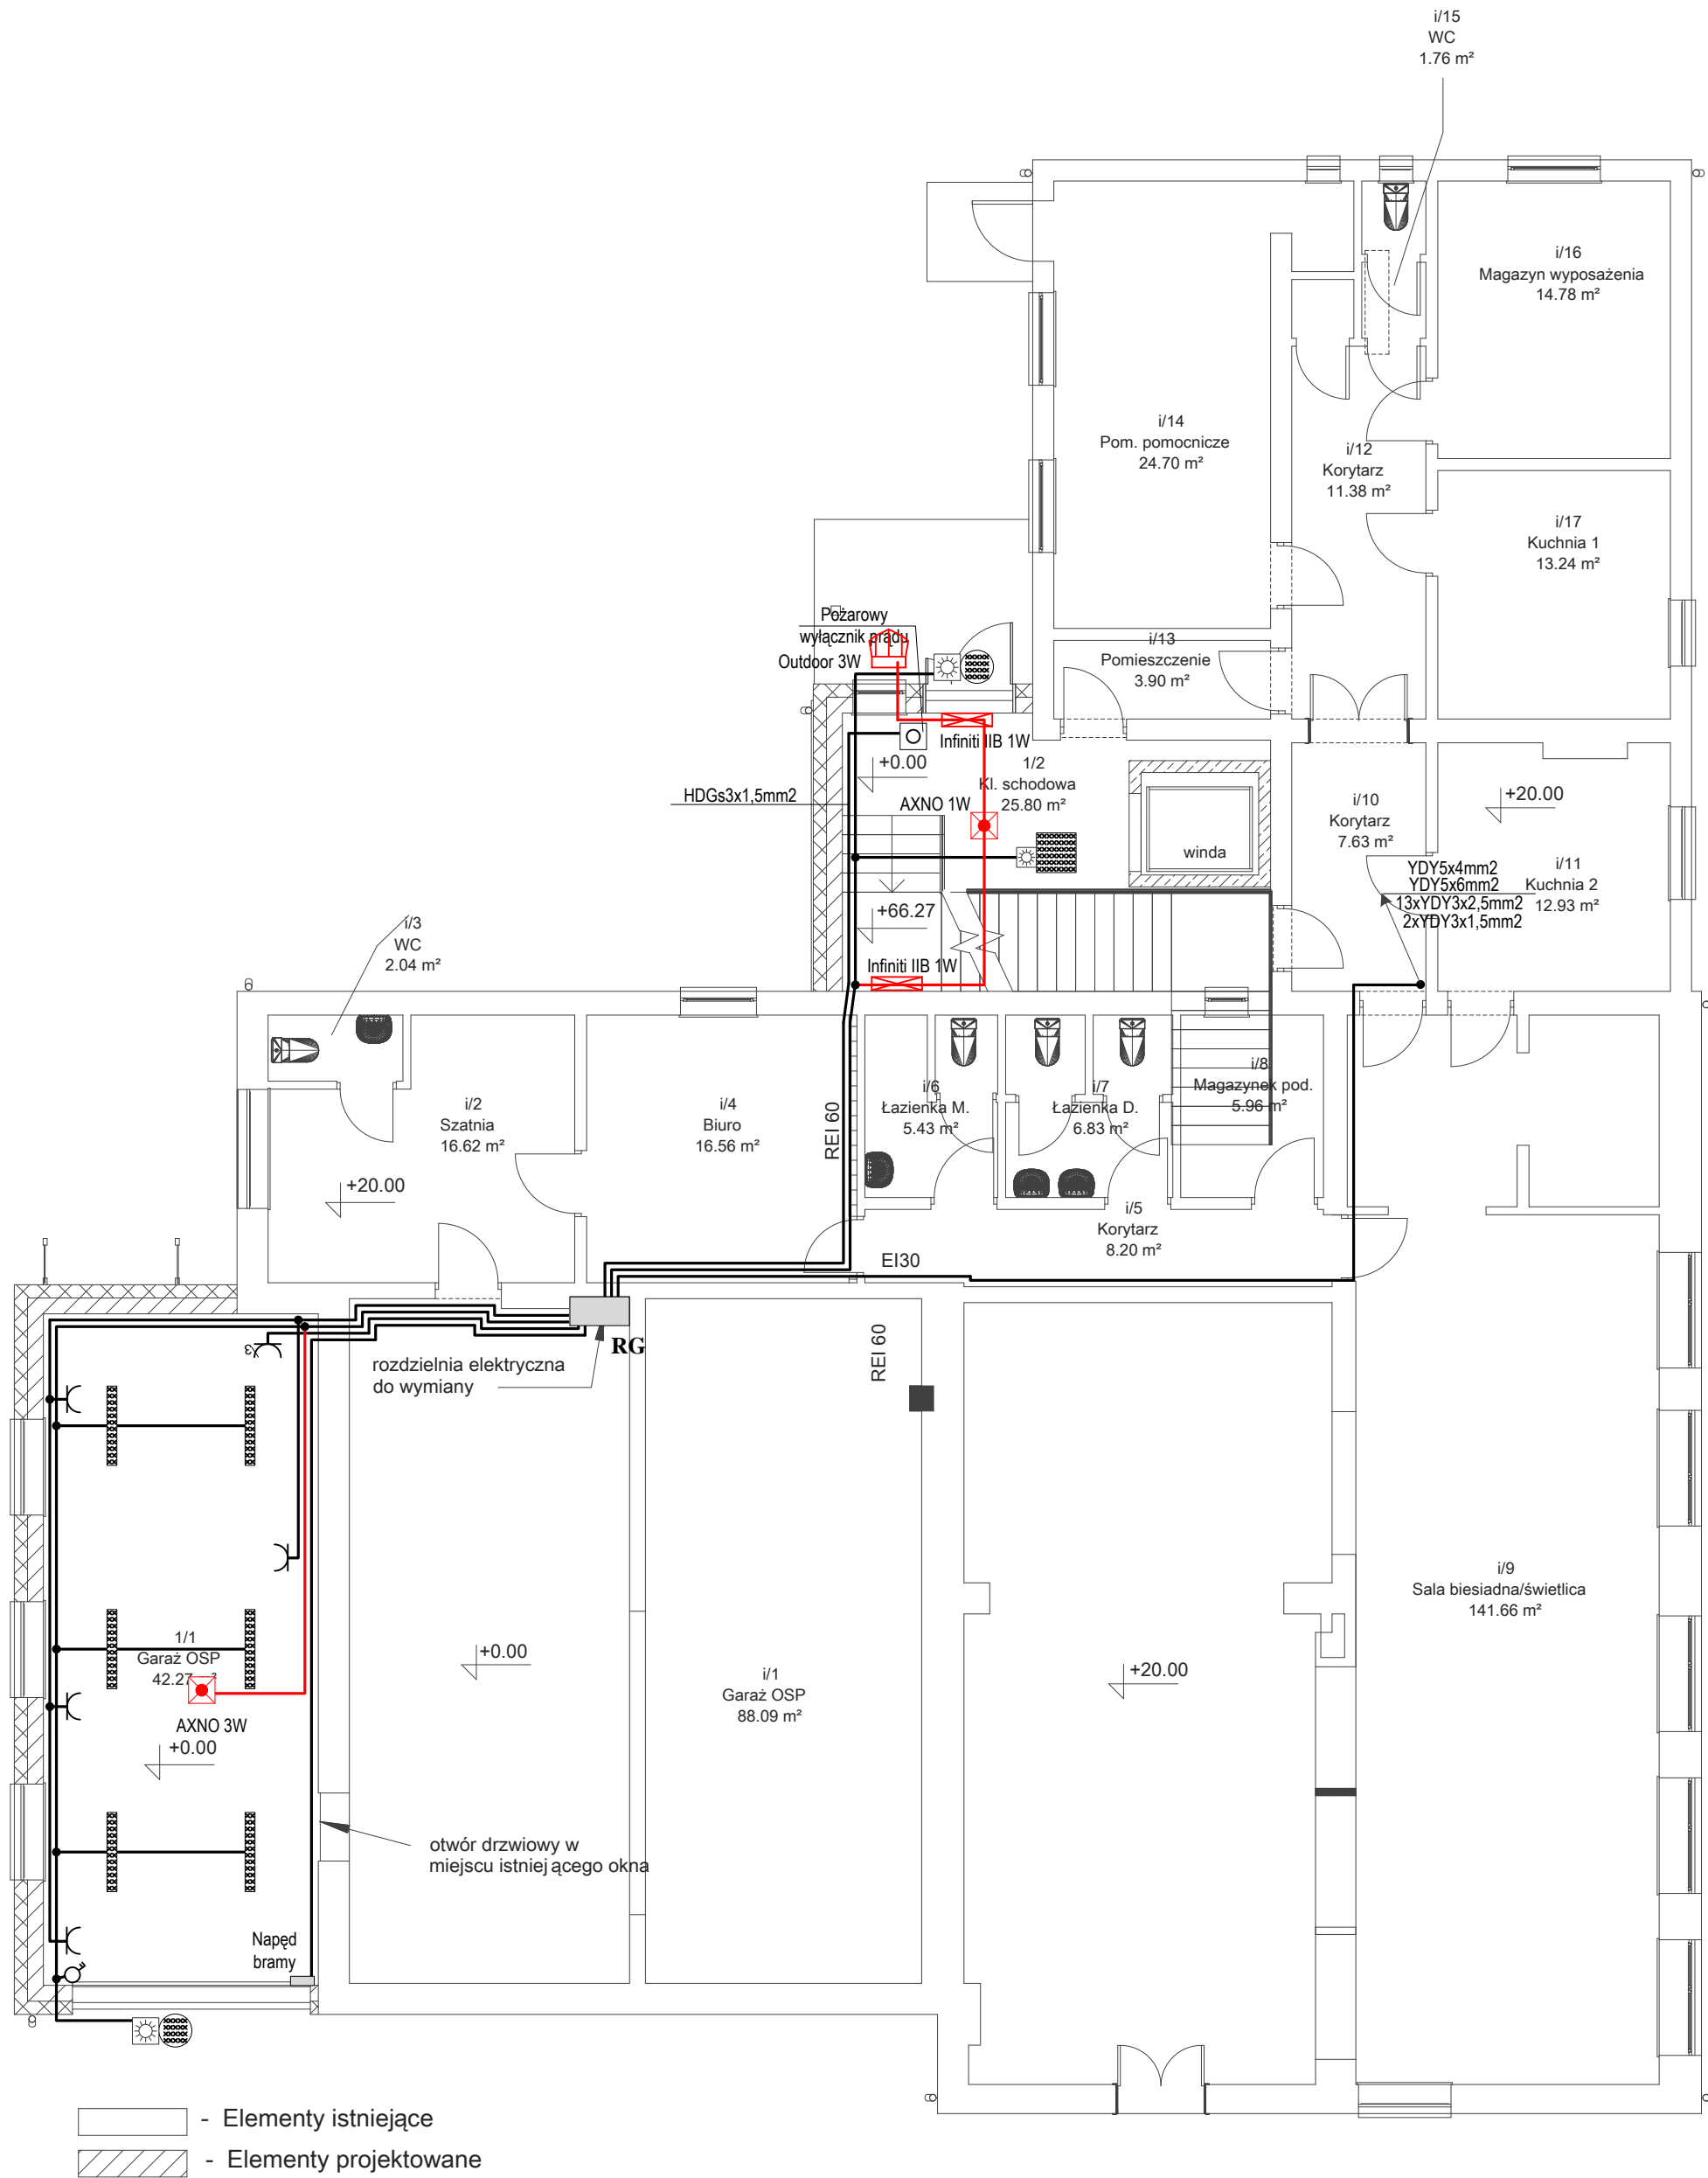 i/15
WC
1.76 m²
i/16
Magazyn wyposażenia
14.78 m²
i/14
Pom. pomocnicze
24.70 m²
i/12
Korytarz
11.38 m²
i/17
Kuchnia 1
13.24 m²
Pożarowy
wyłącznik prądu
Outdoor 3W
i/13
Pomieszczenie
3.90 m²
Infiniti IIB 1W
+0.00
1/2
Kl. schodowa
25.80 m²
HDGs3x1,5mm2
AXNO 1W
winda
i/10
Korytarz
7.63 m²
+20.00
i/11
Kuchnia 2
12.93 m²
YDY5x4mm2
YDY5x6mm2
13xYDY3x2,5mm2
2xYDY3x1,5mm2
+66.27
Infiniti IIB 1W
i/3
WC
2.04 m²
i/2
Szatnia
16.62 m²
i/4
Biuro
16.56 m²
REI 60
i/6
Łazienka M.
5.43 m²
i/7
Łazienka D.
6.83 m²
i/8
Magazynek pod.
5.96 m²
+20.00
i/5
Korytarz
8.20 m²
EI30
RG
REI 60
rozdzielnia elektryczna
do wymiany
3
i/9
Sala biesiadna/świetlica
141.66 m²
1/1
Garaż OSP
42.27 m²
AXNO 3W
+0.00
+0.00
i/1
Garaż OSP
88.09 m²
+20.00
otwór drzwiowy w
miejscu istniejącego okna
Napęd
bramy
- Elementy istniejące
- Elementy projektowane